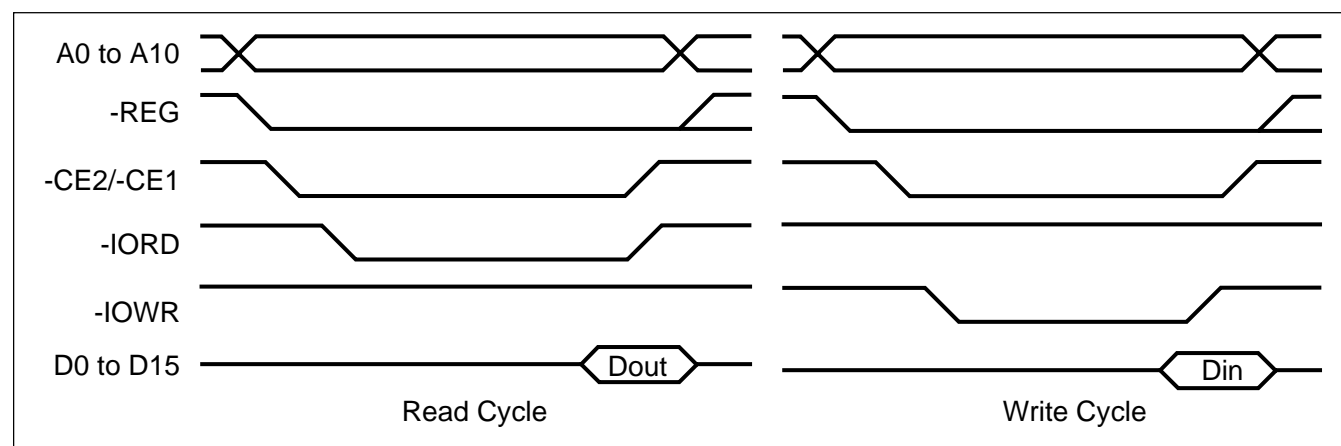 A0 to A10
-REG
-CE2/-CE1
-IORD
-IOWR
D0 to D15
Dout
Din
Read Cycle
Write Cycle